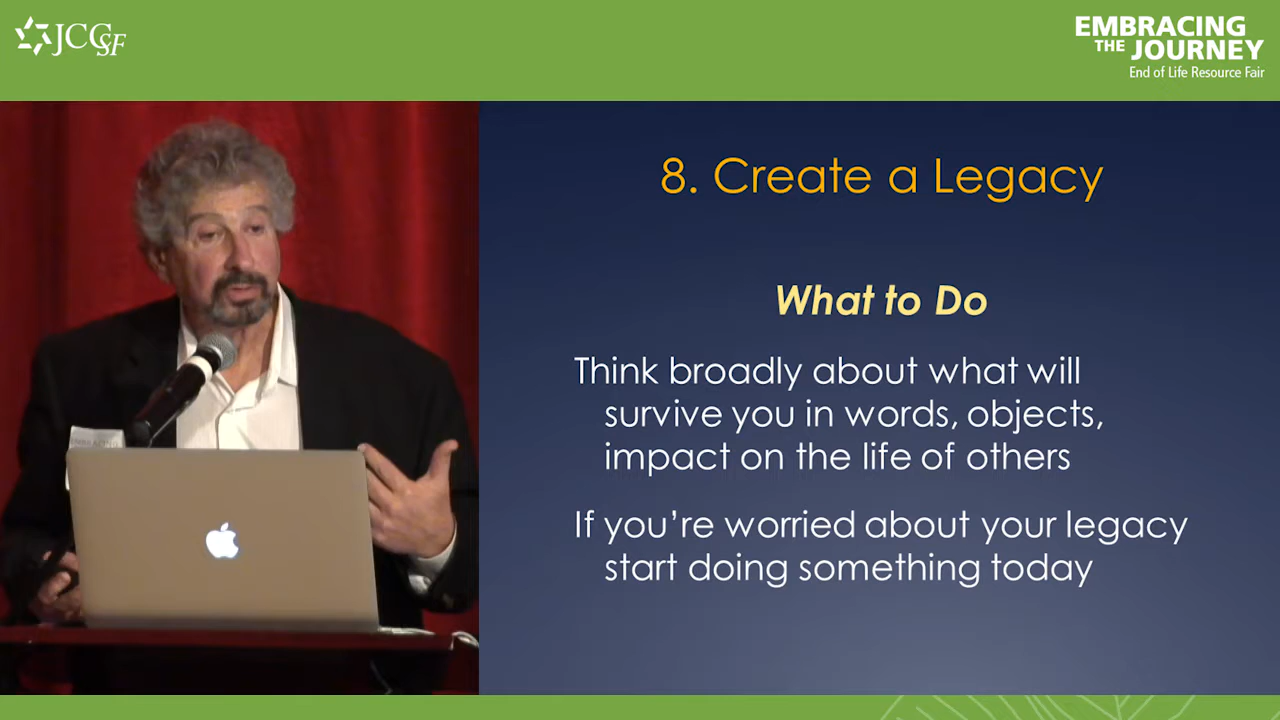 JCCSF
EMBRACING
THE JOURNEY
End of Life Resource Fair
8. Create a Legacy
What to Do
Think broadly about what will
survive you in words, objects,
impact on the life of others
If you're worried about your legacy
start doing something today